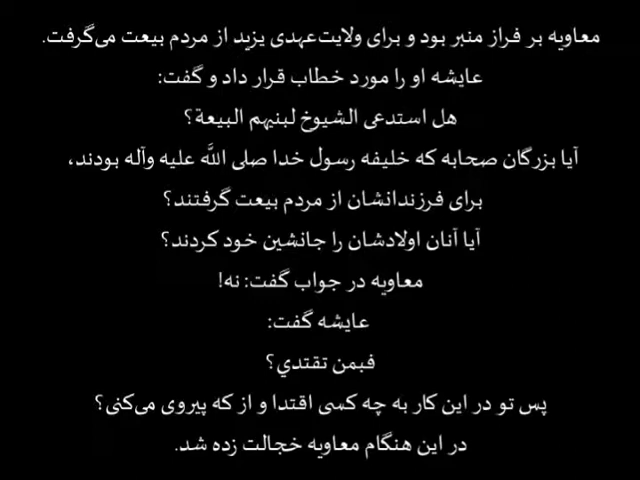 معاویه بر فراز منبر بود و برای ولایت‌عهدی یزید از مردم بیعت می‌گرفت.
عایشه او را مورد خطاب قرار داد و گفت:
هل استدعی الشیوخ لبنیهم البیعة؟
آیا بزرگان صحابه که خلیفه رسول خدا صلی الله علیه وآله بودند،
برای فرزندانشان از مردم بیعت گرفتند؟
آیا آنان اولادشان را جانشین خود کردند؟
معاویه در جواب گفت: نه!
عایشه گفت:
فبمن تقتدي؟
پس تو در این کار به چه کسی اقتدا و از که پیروی می‌کنی؟
در این هنگام معاویه خجالت زده شد.